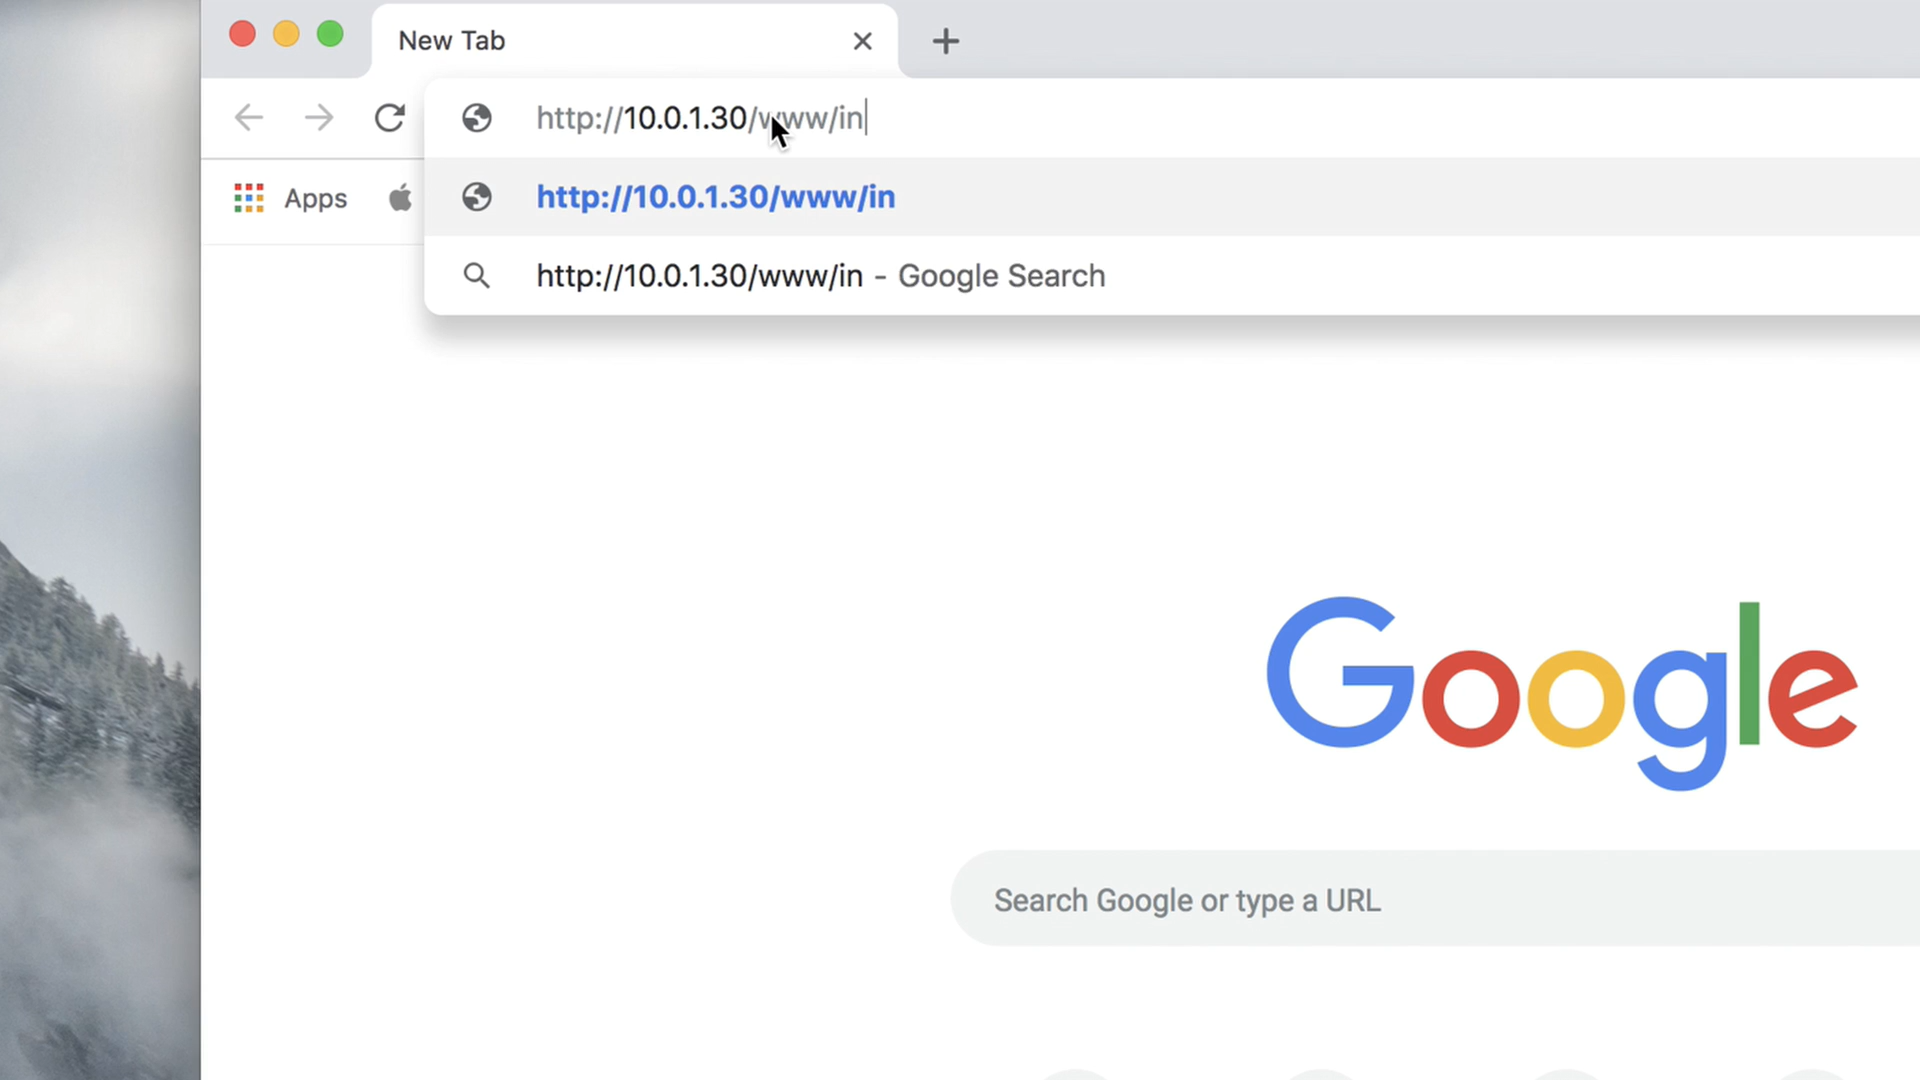 New Tab
http://10.0.1.30/www/in
Apps
http://10.0.1.30/www/in
http://10.0.1.30/www/in - Google Search
Google
Search Google or type a URL